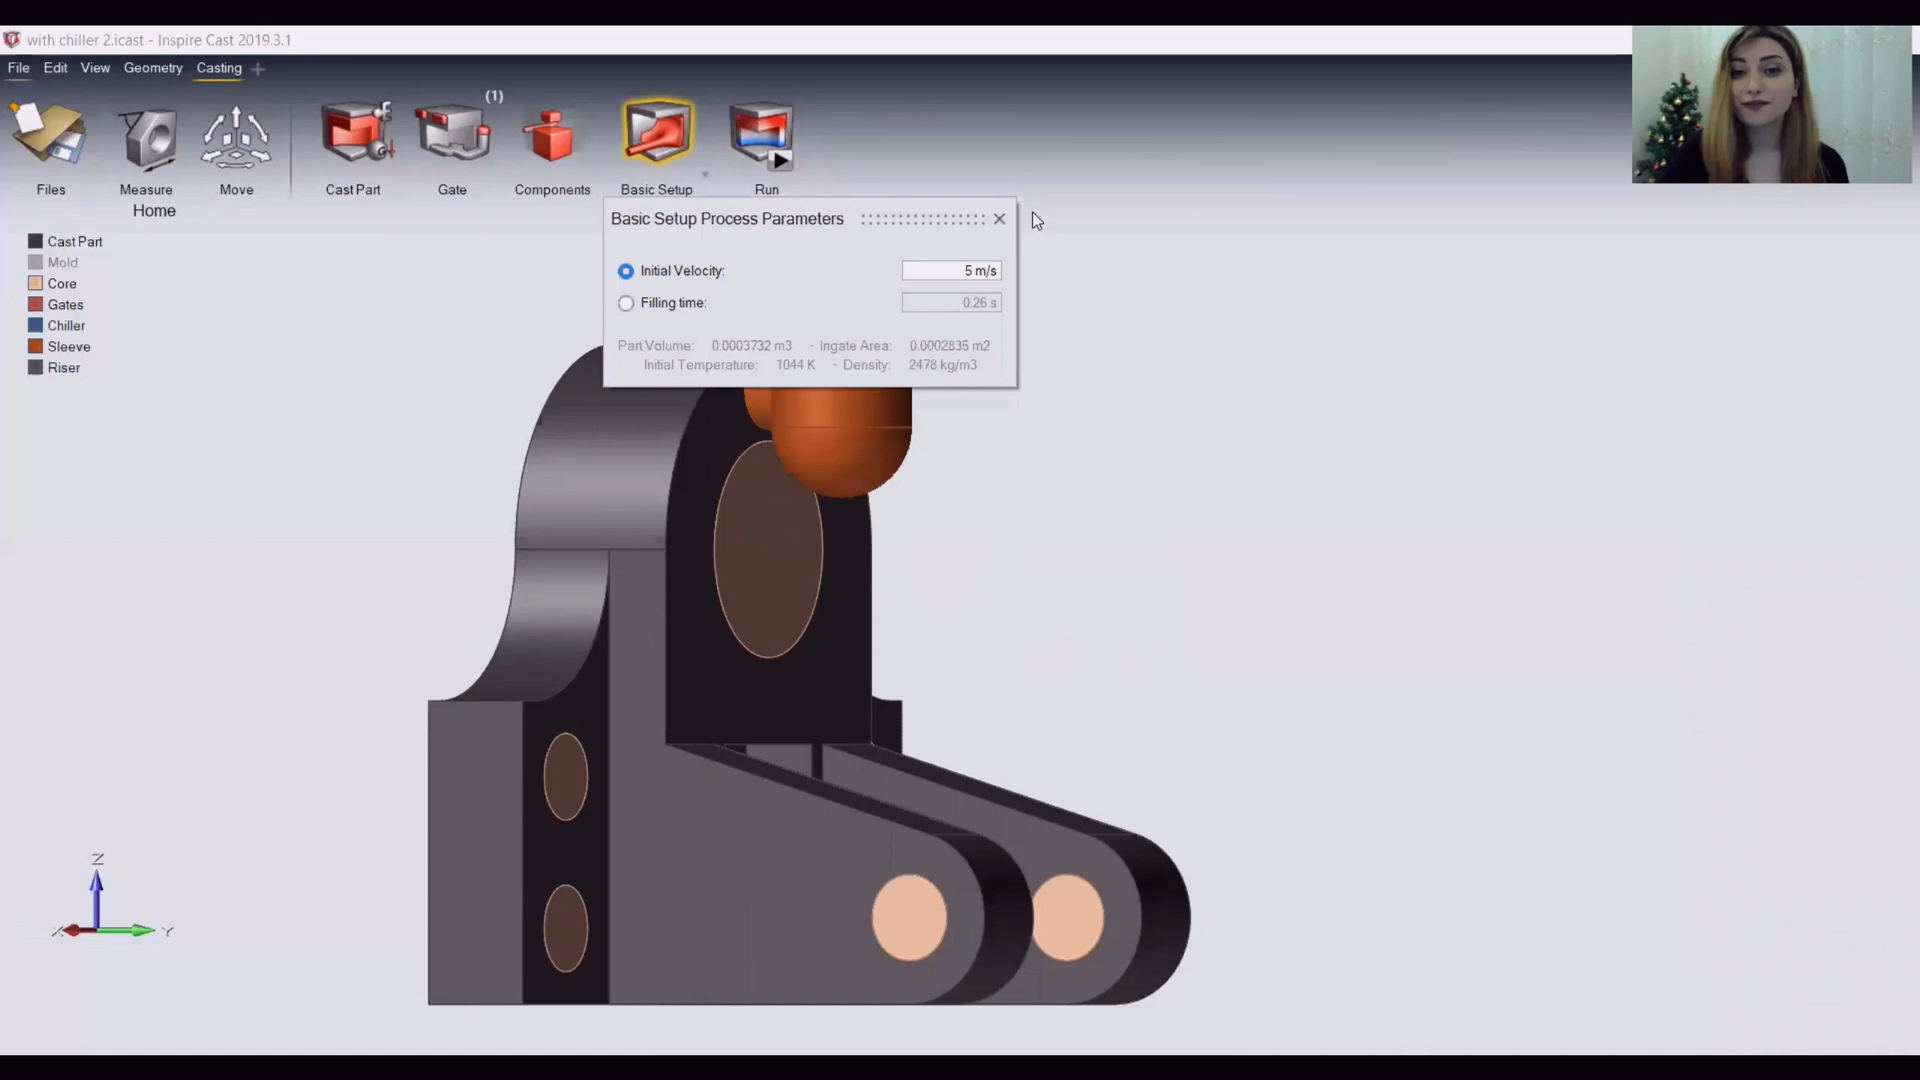 with chiller 2.icast - Inspire Cast 2019.3.1
File Edit View Geometry Casting +
(1)
Files Measure Move Cast Part Gate Components Basic Setup Run
Home
Basic Setup Process Parameters
Initial Velocity: 5 m/s
Filling time: 0.26 s
Part Volume: 0.0003732 m3 - Ingate Area: 0.0002835 m2
Initial Temperature: 1044 K - Density: 2478 kg/m3
Cast Part
Mold
Core
Gates
Chiller
Sleeve
Riser
Z
X Y